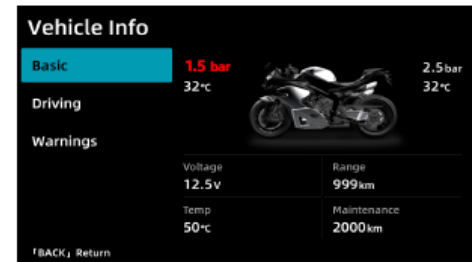 Vehicle Info
Basic
Driving
Warnings
1.5 bar
32°C
2.5bar
32°C
Voltage
12.5v
Range
999km
Temp
50°C
Maintenance
2000km
「BACK」 Return